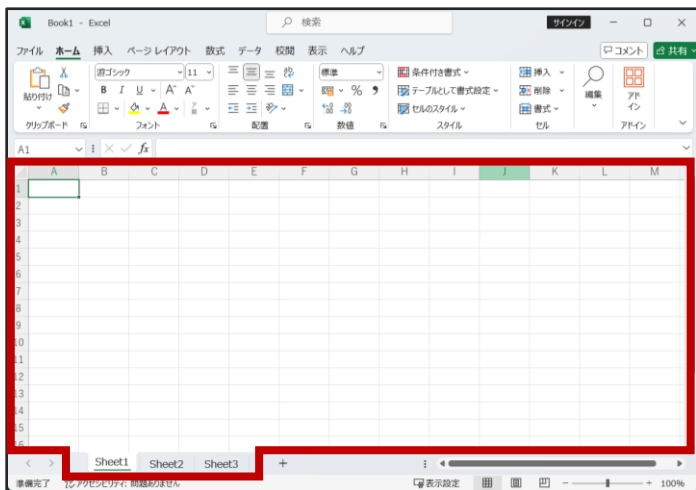 Book1 - Excel
検索
サインイン
ファイル ホーム 挿入 ページ レイアウト 数式 データ 校閲 表示 ヘルプ
コメント 共有
貼り付け
游ゴシック 11
B I U A A
A
標準
%
条件付き書式
テーブルとして書式設定
セルのスタイル
挿入
削除
書式
編集
アド
イン
クリップボード フォント 配置 数値 スタイル セル アドイン
A1 fx
A B C D E F G H I J K L M
1
2
3
4
5
6
7
8
9
10
11
12
13
14
15
16
Sheet1 Sheet2 Sheet3 +
準備完了 アクセシビリティ: 問題ありません 表示設定 - + 100%